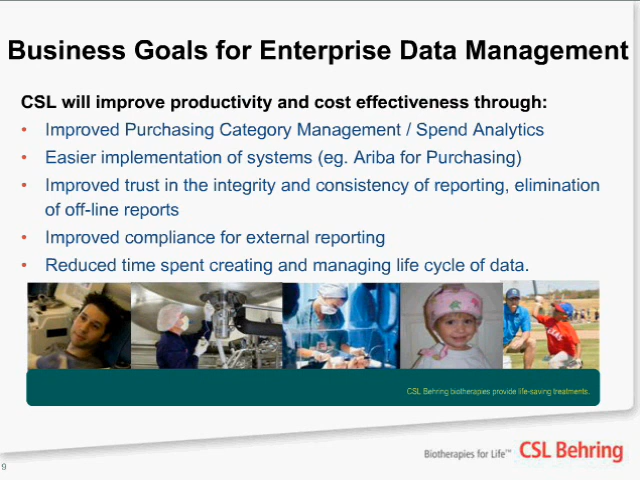 Business Goals for Enterprise Data Management
CSL will improve productivity and cost effectiveness through:
• Improved Purchasing Category Management / Spend Analytics
• Easier implementation of systems (eg. Ariba for Purchasing)
• Improved trust in the integrity and consistency of reporting, elimination
of off-line reports
• Improved compliance for external reporting
• Reduced time spent creating and managing life cycle of data.
TEXAS
CSL Behring biotherapies provide life-saving treatments.
Biotherapies for Life™ CSL Behring
9